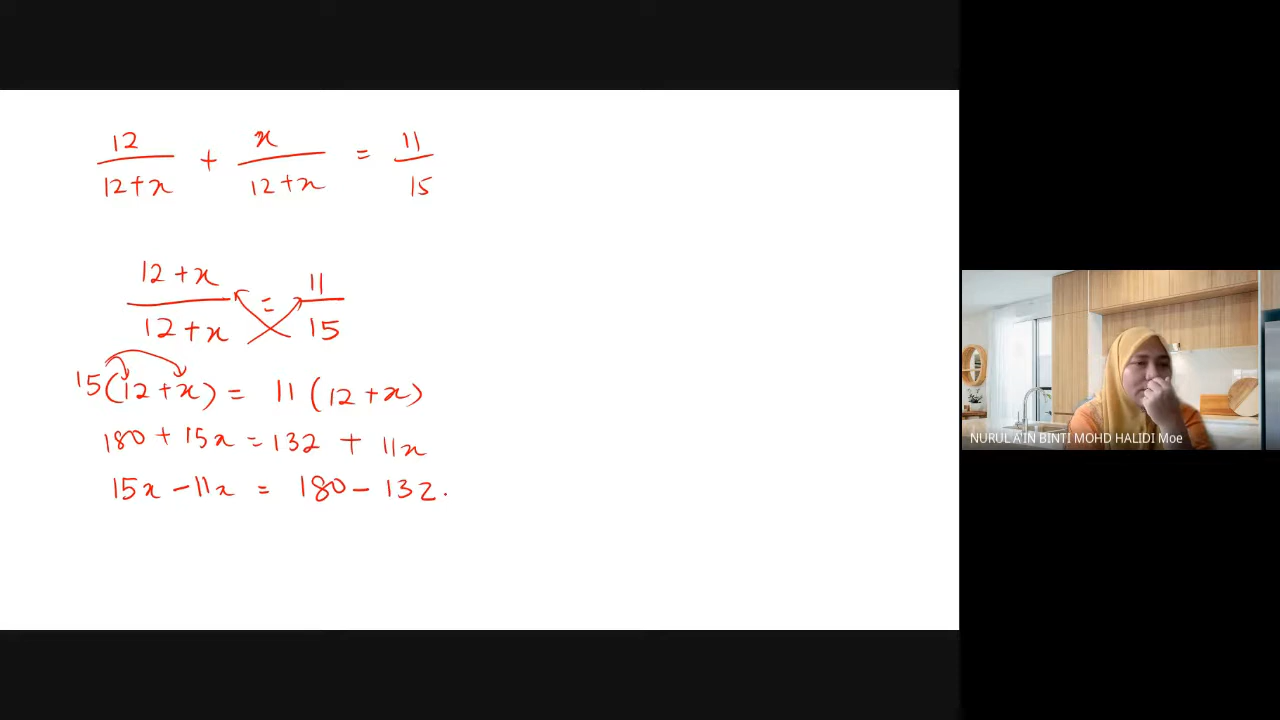 12/(12+x) + x/(12+x) = 11/15
(12+x)/(12+x) = 11/15
15(12+x) = 11(12+x)
180+15x = 132 + 11x
15x - 11x = 180 - 132.
NURUL A'IN BINTI MOHD HALIDI Moe